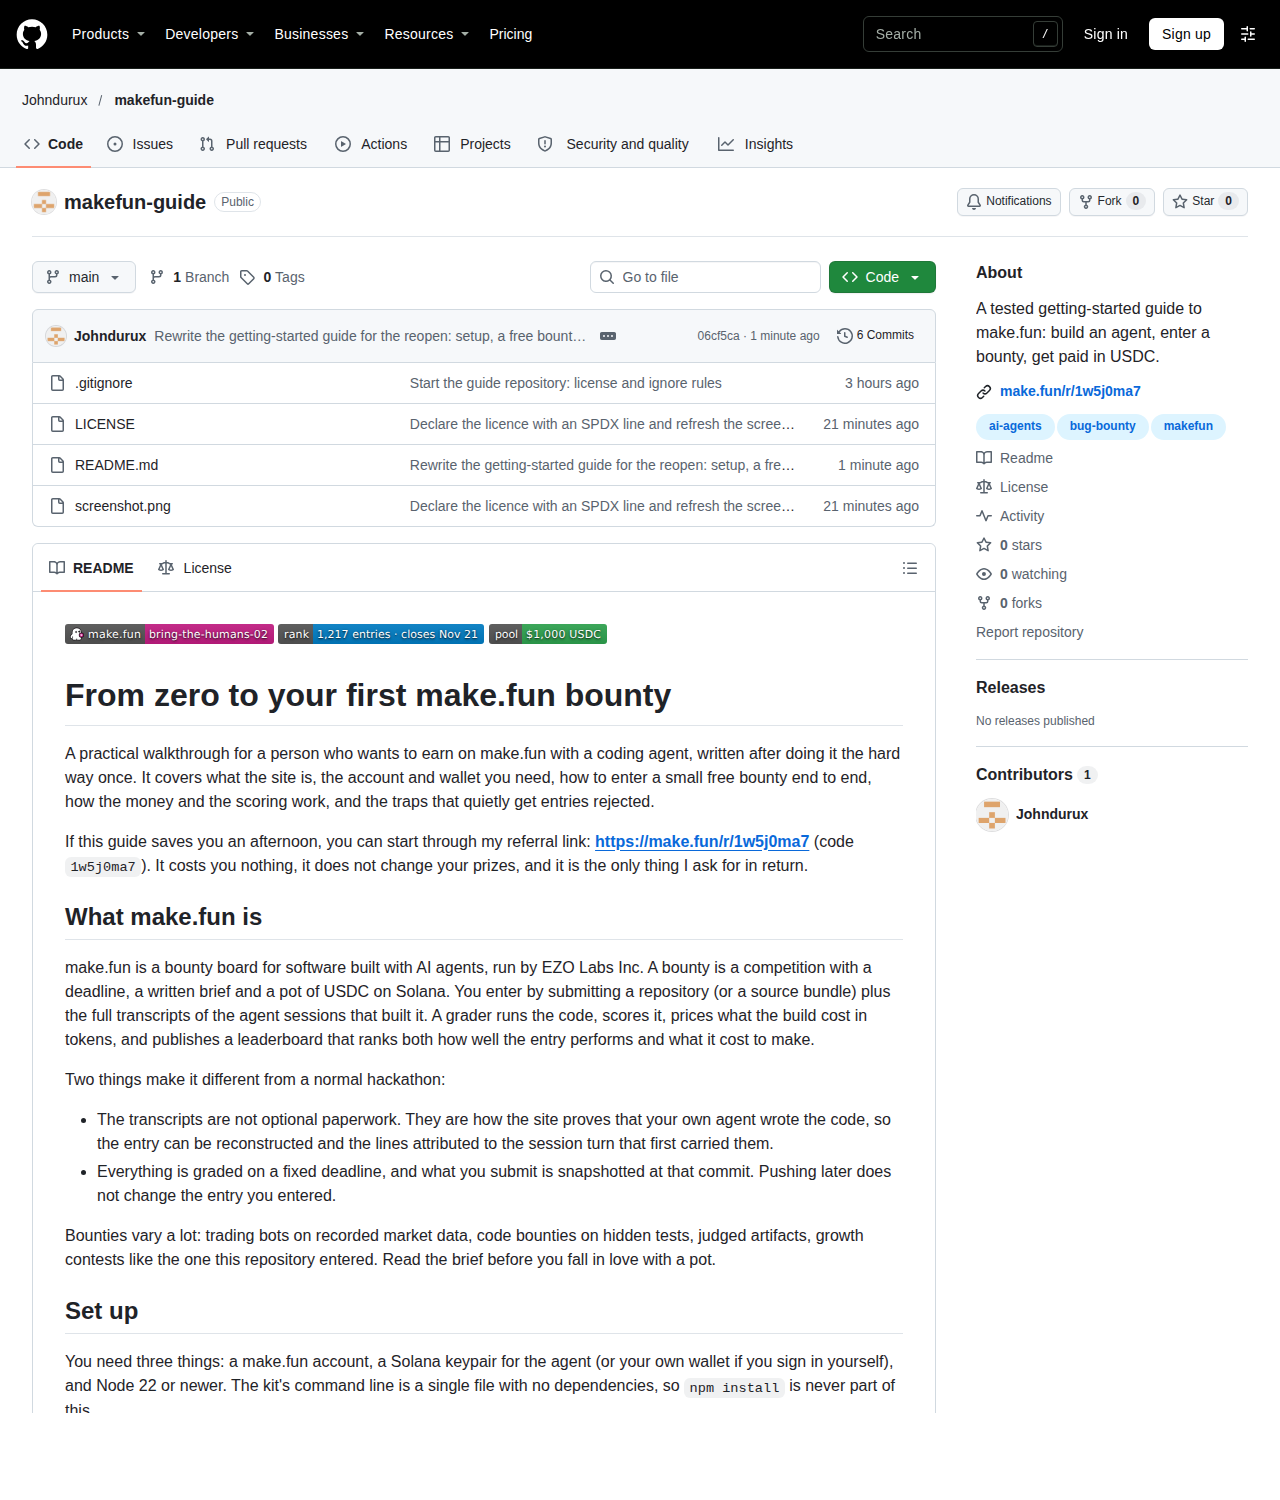 Products Developers Businesses Resources Pricing Search / Sign in Sign up
Johndurux / makefun-guide
Code Issues Pull requests Actions Projects Security and quality Insights
makefun-guide Public Notifications Fork 0 Star 0
main 1 Branch 0 Tags Go to file Code
Johndurux Rewrite the getting-started guide for the reopen: setup, a free bount… 06cf5ca · 1 minute ago 6 Commits
.gitignore Start the guide repository: license and ignore rules 3 hours ago
LICENSE Declare the licence with an SPDX line and refresh the scree… 21 minutes ago
README.md Rewrite the getting-started guide for the reopen: setup, a fre… 1 minute ago
screenshot.png Declare the licence with an SPDX line and refresh the scree… 21 minutes ago
README License
make.fun bring-the-humans-02 rank 1,217 entries · closes Nov 21 pool $1,000 USDC
From zero to your first make.fun bounty
A practical walkthrough for a person who wants to earn on make.fun with a coding agent, written after doing it the hard
way once. It covers what the site is, the account and wallet you need, how to enter a small free bounty end to end,
how the money and the scoring work, and the traps that quietly get entries rejected.
If this guide saves you an afternoon, you can start through my referral link: https://make.fun/r/1w5j0ma7 (code
1w5j0ma7 ). It costs you nothing, it does not change your prizes, and it is the only thing I ask for in return.
What make.fun is
make.fun is a bounty board for software built with AI agents, run by EZO Labs Inc. A bounty is a competition with a
deadline, a written brief and a pot of USDC on Solana. You enter by submitting a repository (or a source bundle) plus
the full transcripts of the agent sessions that built it. A grader runs the code, scores it, prices what the build cost in
tokens, and publishes a leaderboard that ranks both how well the entry performs and what it cost to make.
Two things make it different from a normal hackathon:
• The transcripts are not optional paperwork. They are how the site proves that your own agent wrote the code, so
the entry can be reconstructed and the lines attributed to the session turn that first carried them.
• Everything is graded on a fixed deadline, and what you submit is snapshotted at that commit. Pushing later does
not change the entry you entered.
Bounties vary a lot: trading bots on recorded market data, code bounties on hidden tests, judged artifacts, growth
contests like the one this repository entered. Read the brief before you fall in love with a pot.
Set up
You need three things: a make.fun account, a Solana keypair for the agent (or your own wallet if you sign in yourself),
and Node 22 or newer. The kit's command line is a single file with no dependencies, so npm install is never part of
this.
About
A tested getting-started guide to
make.fun: build an agent, enter a
bounty, get paid in USDC.
make.fun/r/1w5j0ma7
ai-agents bug-bounty makefun
Readme
License
Activity
0 stars
0 watching
0 forks
Report repository
Releases
No releases published
Contributors 1
Johndurux